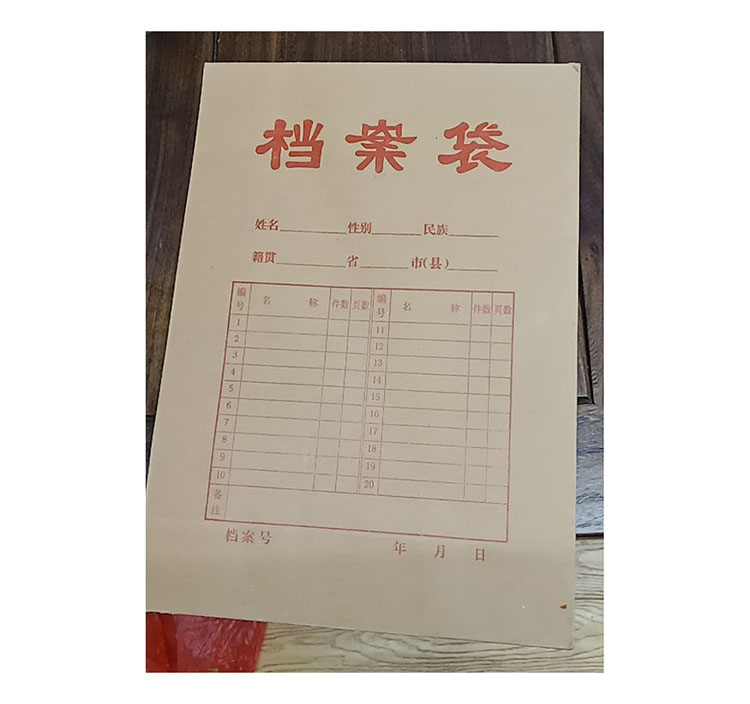 档案袋
姓名 性别 民族
籍贯 省 市(县)
编号 名称 件数 页数 编号 名称 件数 页数
1 11
2 12
3 13
4 14
5 15
6 16
7 17
8 18
9 19
10 20
备注
档案号 年 月 日